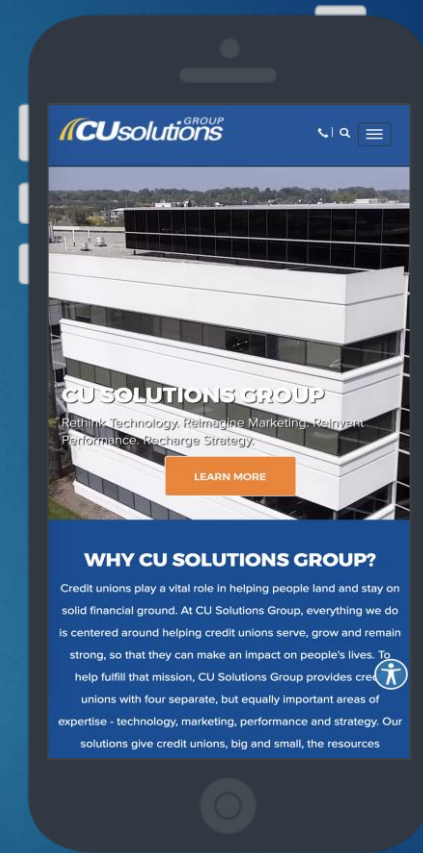 CUsolutions
GROUP
CU SOLUTIONS GROUP
Rethink Technology. Reimagine Marketing. Reinvent
Performance. Recharge Strategy.
LEARN MORE
WHY CU SOLUTIONS GROUP?
Credit unions play a vital role in helping people land and stay on
solid financial ground. At CU Solutions Group, everything we do
is centered around helping credit unions serve, grow and remain
strong, so that they can make an impact on people's lives. To
help fulfill that mission, CU Solutions Group provides
unions with four separate, but equally important areas of
expertise - technology, marketing, performance and strategy. Our
solutions give credit unions, big and small, the resources